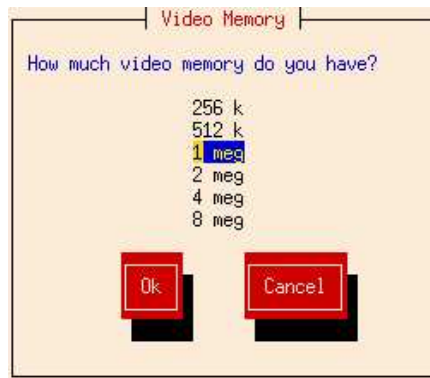 Video Memory
How much video memory do you have?
256 k
512 k
1 meg
2 meg
4 meg
8 meg
Ok Cancel